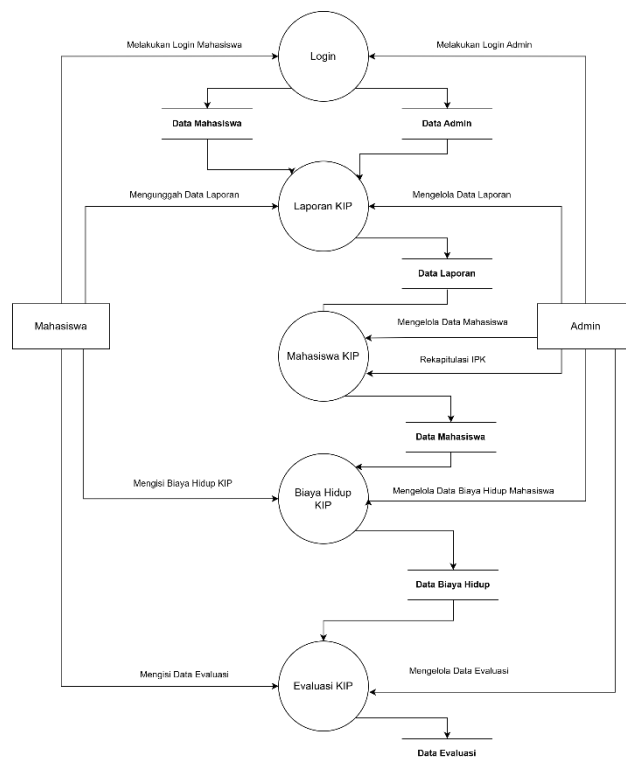 Melakukan Login Mahasiswa
Melakukan Login Admin
Login
Data Mahasiswa
Data Admin
Mengunggah Data Laporan
Mengelola Data Laporan
Laporan KIP
Data Laporan
Mahasiswa
Admin
Mengelola Data Mahasiswa
Mahasiswa KIP
Rekapitulasi IPK
Data Mahasiswa
Mengisi Biaya Hidup KIP
Biaya Hidup
KIP
Mengelola Data Biaya Hidup Mahasiswa
Data Biaya Hidup
Mengisi Data Evaluasi
Mengelola Data Evaluasi
Evaluasi KIP
Data Evaluasi